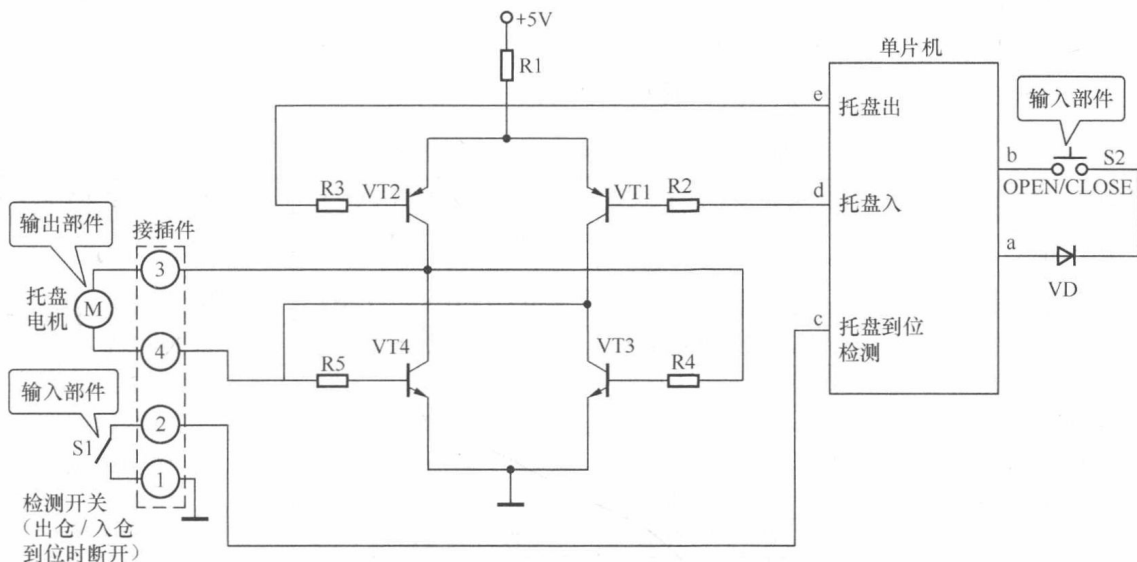 +5V
R1
单片机
e
托盘出
输入部件
b
S2
OPEN/CLOSE
R3
VT2
VT1
R2
d
托盘入
输出部件
接插件
3
a
VD
托盘
电机
M
4
c
托盘到位
检测
R5
VT4
VT3
R4
输入部件
2
S1
1
检测开关
（出仓/入仓
到位时断开）